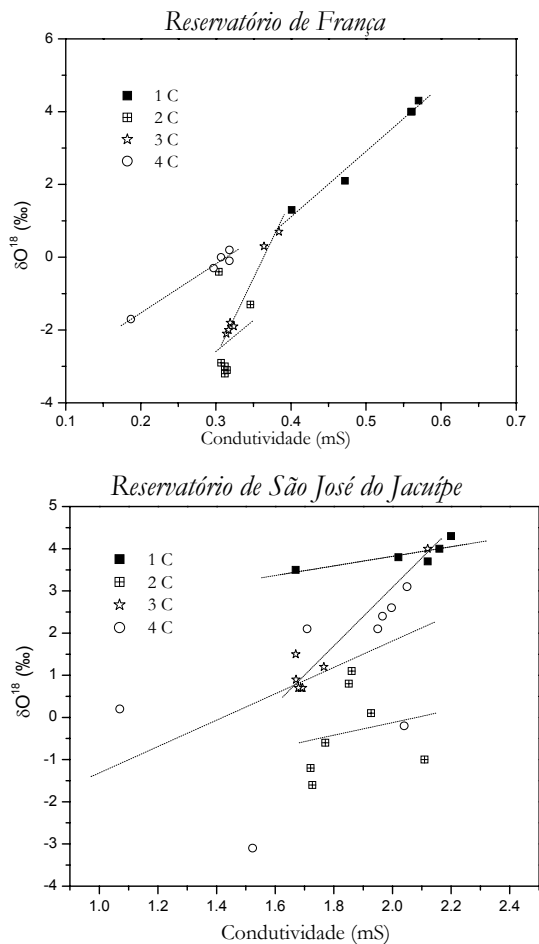 Reservatório de França
6
4
2
0
-2
-4
δO18 (‰)
1 C
2 C
3 C
4 C
0.1 0.2 0.3 0.4 0.5 0.6 0.7
Condutividade (mS)
Reservatório de São José do Jacuípe
5
4
3
2
1
0
-1
-2
-3
-4
δO18 (‰)
1 C
2 C
3 C
4 C
1.0 1.2 1.4 1.6 1.8 2.0 2.2 2.4
Condutividade (mS)